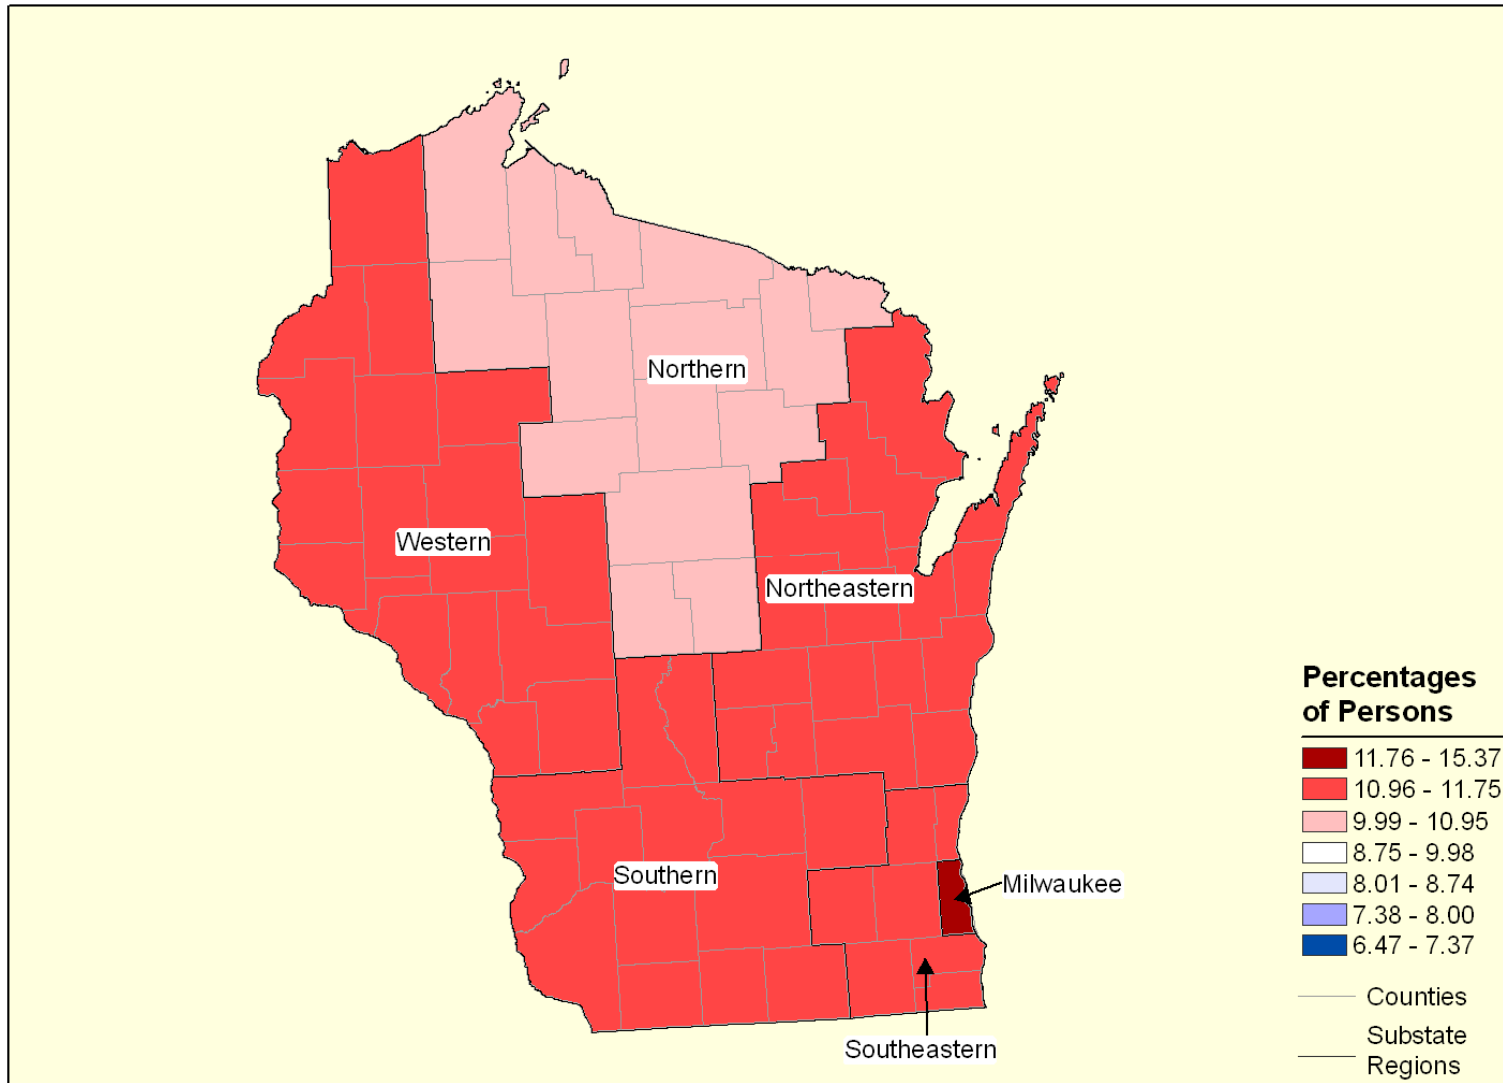 Northern
Western
Northeastern
Southern
Milwaukee
Southeastern
Percentages
of Persons
11.76 - 15.37
10.96 - 11.75
9.99 - 10.95
8.75 - 9.98
8.01 - 8.74
7.38 - 8.00
6.47 - 7.37
Counties
Substate
Regions